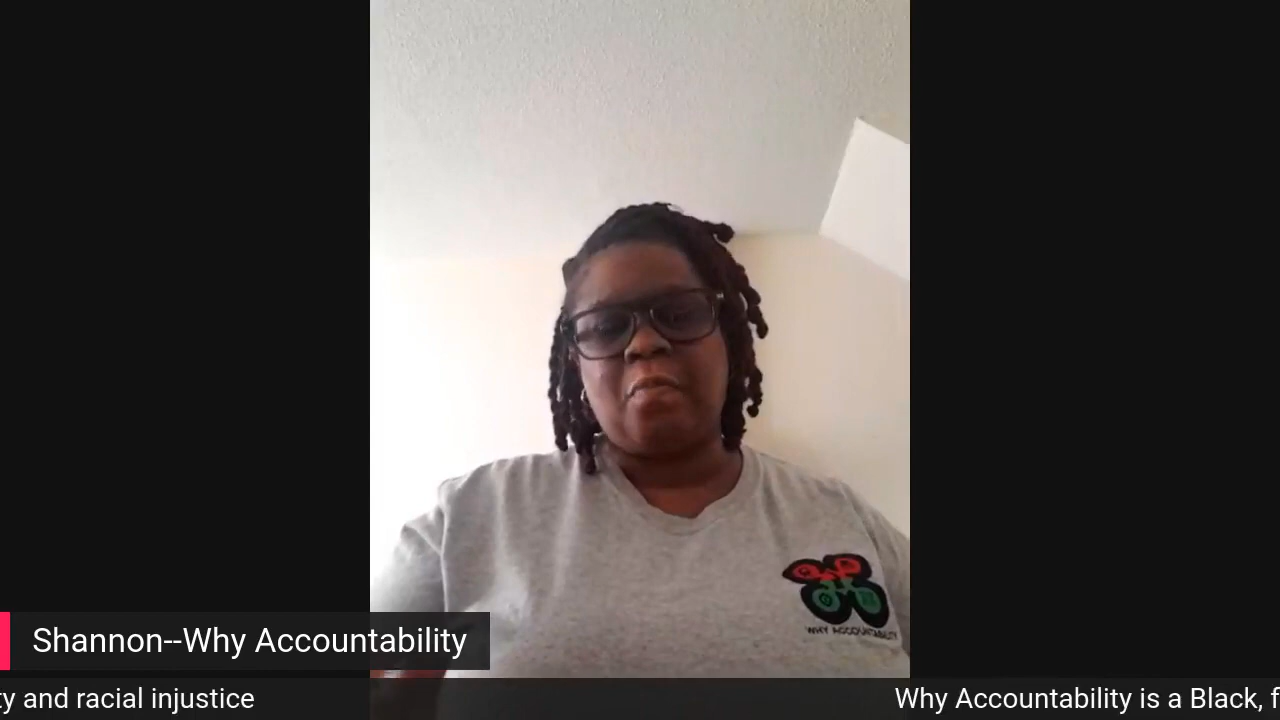 WHY ACCOUNTABILITY
Shannon--Why Accountability
ty and racial injustice
Why Accountability is a Black, f